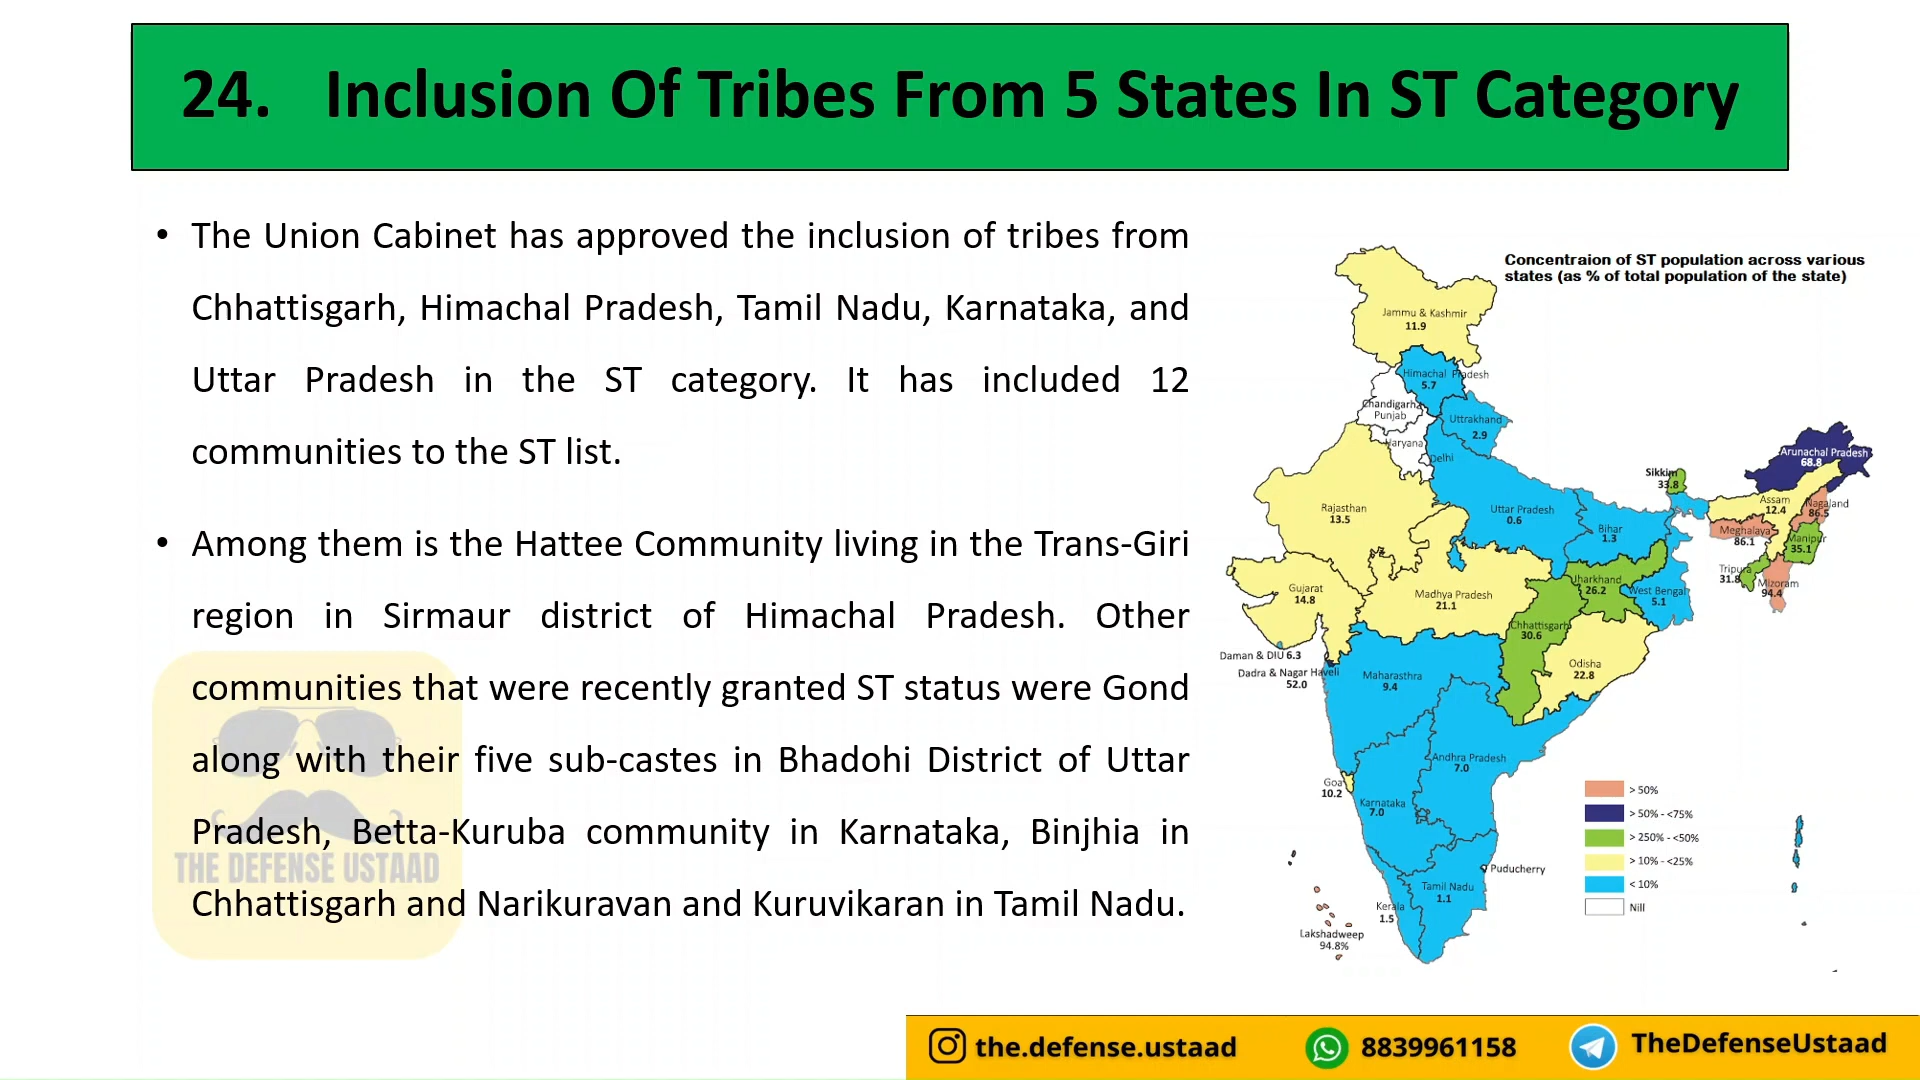 24. Inclusion Of Tribes From 5 States In ST Category
• The Union Cabinet has approved the inclusion of tribes from
Chhattisgarh, Himachal Pradesh, Tamil Nadu, Karnataka, and
Uttar Pradesh in the ST category. It has included 12
communities to the ST list.
• Among them is the Hattee Community living in the Trans-Giri
region in Sirmaur district of Himachal Pradesh. Other
communities that were recently granted ST status were Gond
along with their five sub-castes in Bhadohi District of Uttar
Pradesh, Betta-Kuruba community in Karnataka, Binjhia in
Chhattisgarh and Narikuravan and Kuruvikaran in Tamil Nadu.
THE DEFENSE USTAAD
Concentraion of ST population across various
states (as % of total population of the state)
Jammu & Kashmir
11.9
Himachal Pradesh
5.7
Chandigarh
Punjab
Uttrakhand
2.9
Haryana
Delhi
Arunachal Pradesh
68.8
Sikkim
33.8
Rajasthan
13.5
Uttar Pradesh
0.6
Bihar
1.3
Assam
12.4
Nagaland
86.5
Meghalaya
86.1
Manipur
35.1
Tripura
31.8
Mizoram
94.4
Gujarat
14.8
Madhya Pradesh
21.1
Jharkhand
26.2
West Bengal
5.1
Chhattisgarh
30.6
Odisha
22.8
Daman & DIU 6.3
Dadra & Nagar Haveli
52.0
Maharashtra
9.4
Andhra Pradesh
7.0
Goa
10.2
Karnataka
7.0
Puducherry
Tamil Nadu
1.1
Kerala
1.5
Lakshadweep
94.8%
> 50%
> 50% - <75%
> 250% - <50%
> 10% - <25%
< 10%
Nill
the.defense.ustaad
8839961158
TheDefenseUstaad